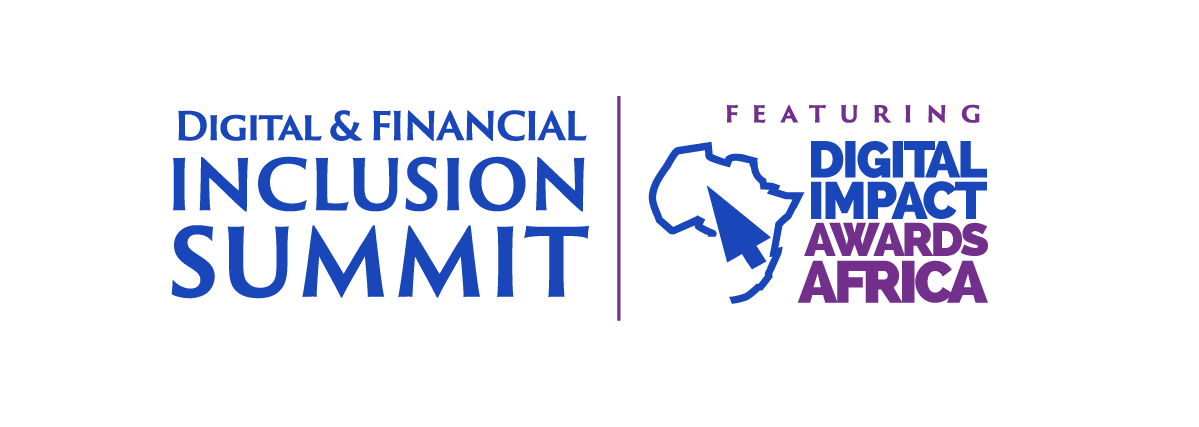 DIGITAL & FINANCIAL
INCLUSION
SUMMIT
FEATURING
DIGITAL
IMPACT
AWARDS
AFRICA